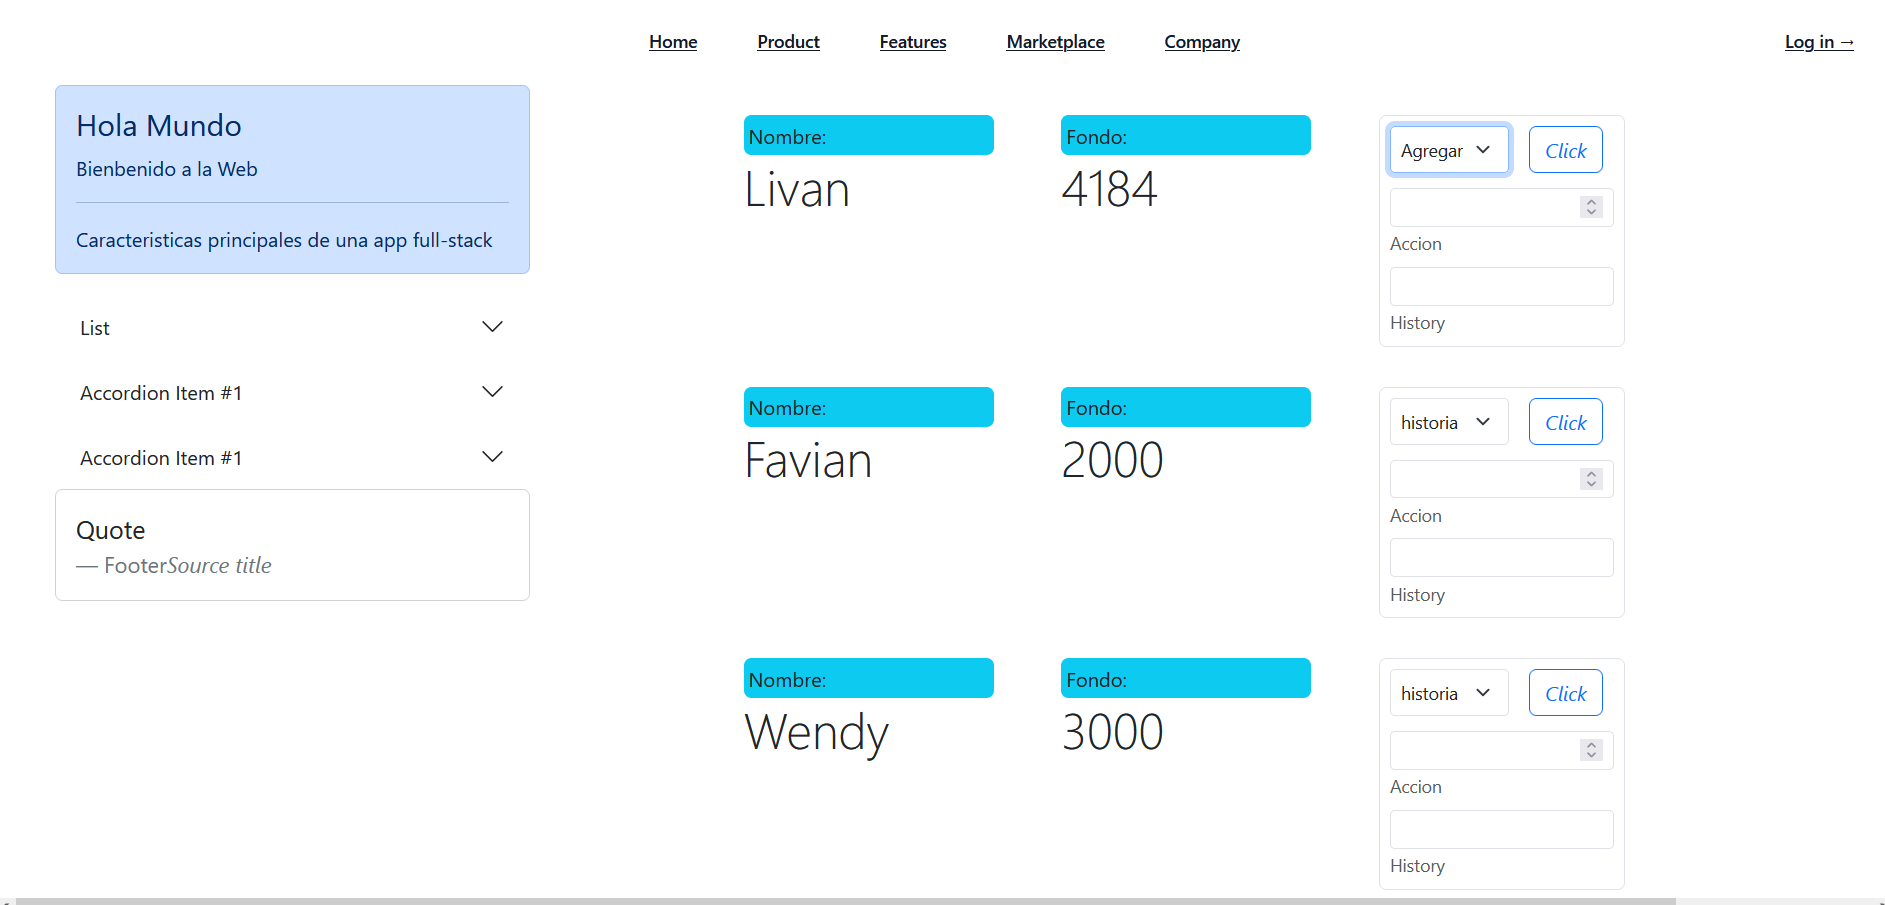 Home Product Features Marketplace Company Log in →
Hola Mundo
Bienbenido a la Web
Caracteristicas principales de una app full-stack
List
Accordion Item #1
Accordion Item #1
Quote
— FooterSource title
Nombre: Fondo:
Livan 4184
Agregar Click
Accion
History
Nombre: Fondo:
Favian 2000
historia Click
Accion
History
Nombre: Fondo:
Wendy 3000
historia Click
Accion
History